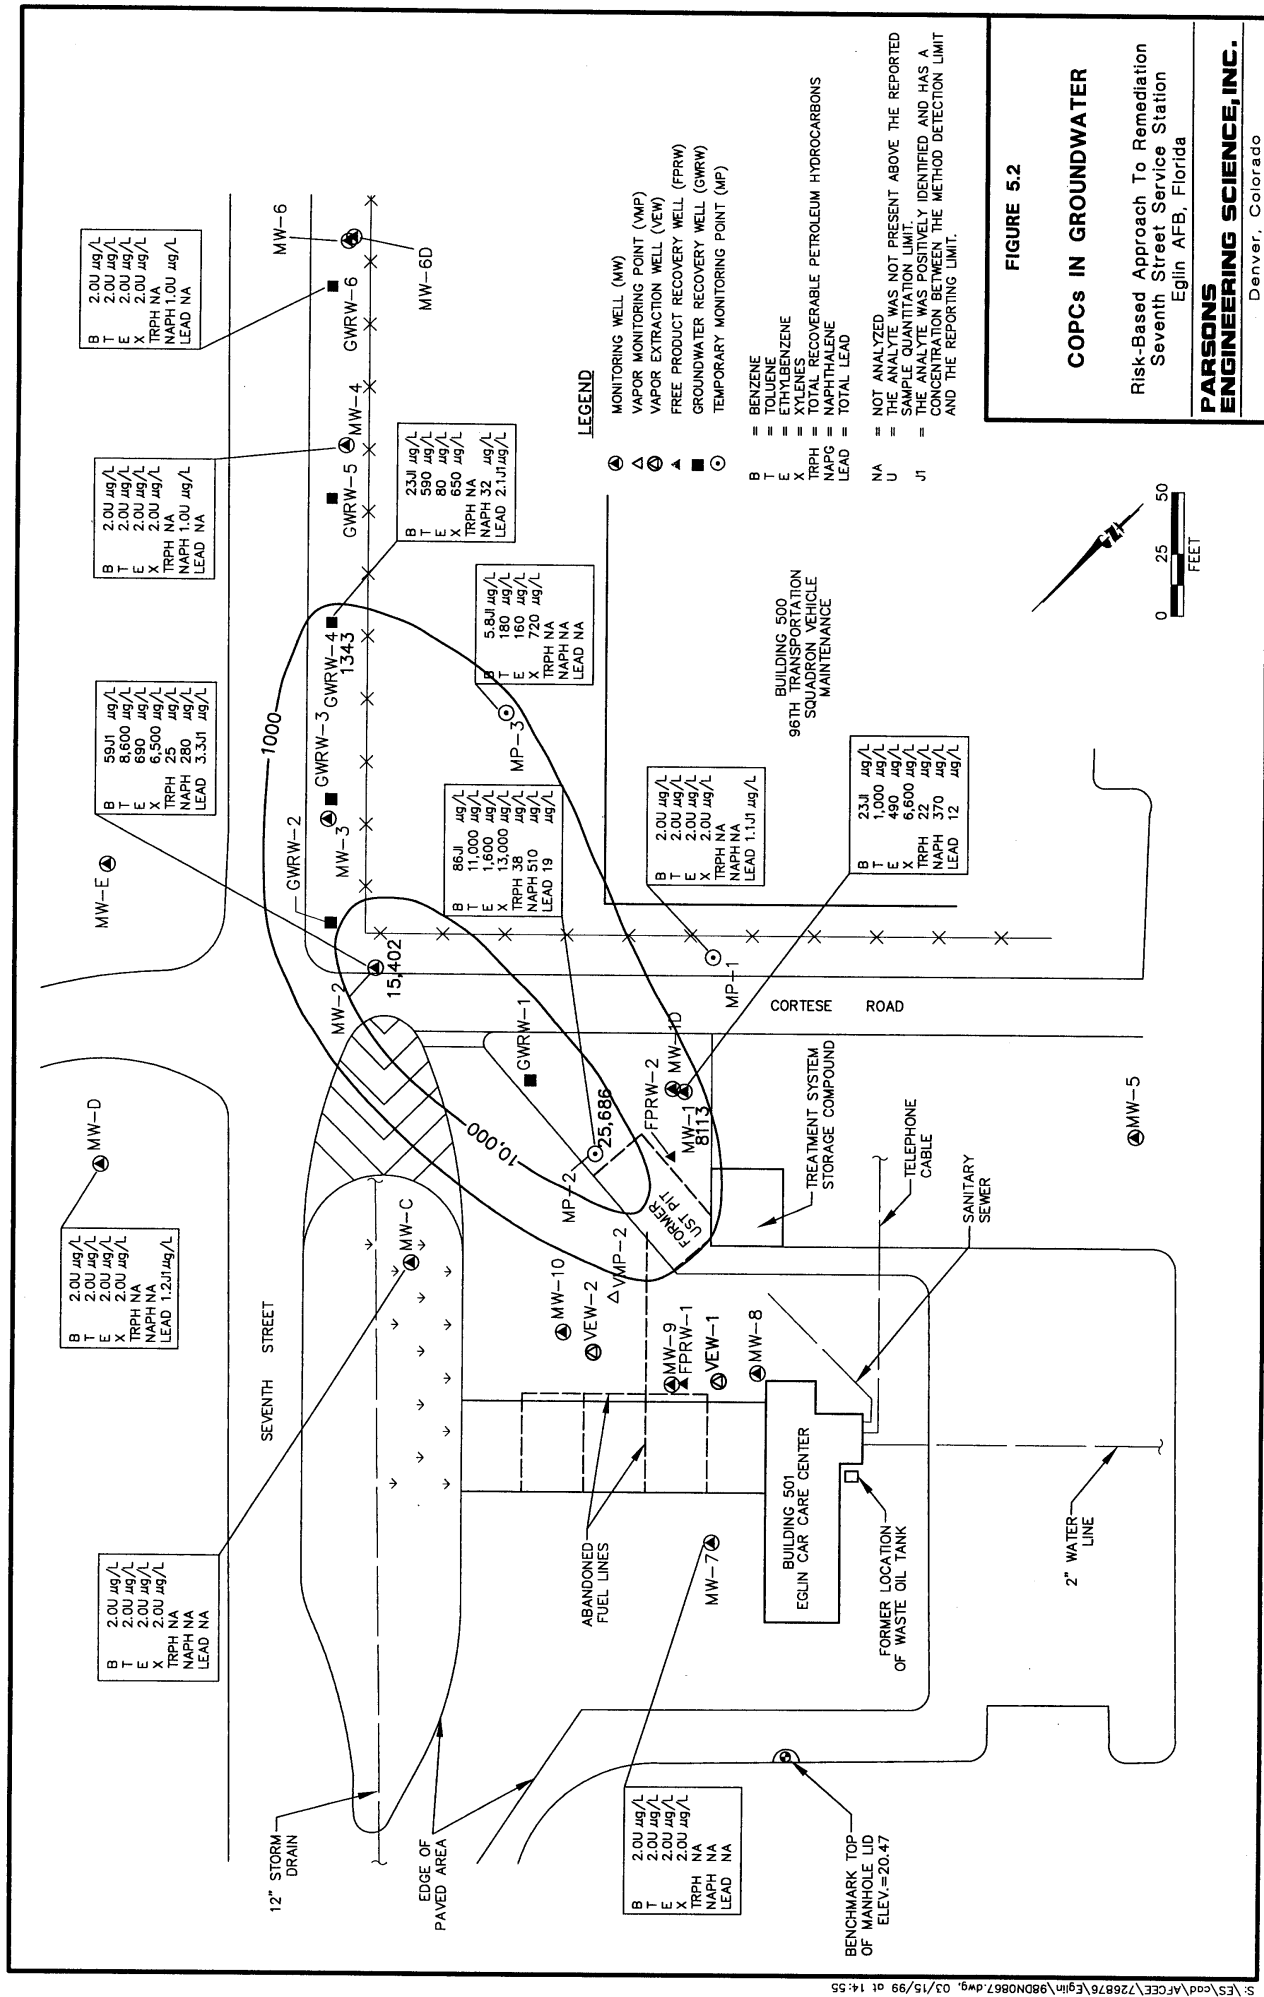 B 2.0U µg/L
T 2.0U µg/L
E 2.0U µg/L
X 2.0U µg/L
TRPH NA
NAPH NA
LEAD NA
B 2.0U µg/L
T 2.0U µg/L
E 2.0U µg/L
X 2.0U µg/L
TRPH NA
NAPH NA
LEAD 1.2J1µg/L
B 59J1 µg/L
T 8,600 µg/L
E 690 µg/L
X 6,500 µg/L
TRPH 25 µg/L
NAPH 280 µg/L
LEAD 3.3J1 µg/L
B 2.0U µg/L
T 2.0U µg/L
E 2.0U µg/L
X 2.0U µg/L
TRPH NA
NAPH 1.0U µg/L
LEAD NA
B 2.0U µg/L
T 2.0U µg/L
E 2.0U µg/L
X 2.0U µg/L
TRPH NA
NAPH 1.0U µg/L
LEAD NA
MW-D
MW-E
SEVENTH STREET
12" STORM
DRAIN
EDGE OF
PAVED AREA
MW-C
MW-2
15,402
GWRW-2
MW-3
GWRW-3
1000
GWRW-4
1343
GWRW-5
MW-4
GWRW-6
MW-6
MW-6D
B 23J1 µg/L
T 590 µg/L
E 80 µg/L
X 650 µg/L
TRPH NA
NAPH 32 µg/L
LEAD 2.1J1µg/L
B 5.8J1 µg/L
T 180 µg/L
E 160 µg/L
X 720 µg/L
TRPH NA
NAPH NA
LEAD NA
MP-3
B 86J1 µg/L
T 11,000 µg/L
E 1,600 µg/L
X 13,000 µg/L
TRPH 38 µg/L
NAPH 510 µg/L
LEAD 19 µg/L
10,000
GWRW-1
MP-2
25,686
MW-10
VEW-2
VMP-2
FORMER
UST PIT
FPRW-2
MW-1D
MW-1
8113
MW-9
FPRW-1
VEW-1
MW-8
ABANDONED
FUEL LINES
MW-7
B 2.0U µg/L
T 2.0U µg/L
E 2.0U µg/L
X 2.0U µg/L
TRPH NA
NAPH NA
LEAD NA
B 2.0U µg/L
T 2.0U µg/L
E 2.0U µg/L
X 2.0U µg/L
TRPH NA
NAPH NA
LEAD 1.1J1 µg/L
MP-1
B 23J1 µg/L
T 1,000 µg/L
E 490 µg/L
X 6,600 µg/L
TRPH 22 µg/L
NAPH 370 µg/L
LEAD 12 µg/L
CORTESE ROAD
BUILDING 500
96TH TRANSPORTATION
SQUADRON VEHICLE
MAINTENANCE
TREATMENT SYSTEM
STORAGE COMPOUND
TELEPHONE
CABLE
SANITARY
SEWER
MW-5
BUILDING 501
EGLIN CAR CARE CENTER
FORMER LOCATION
OF WASTE OIL TANK
2" WATER
LINE
BENCHMARK TOP
OF MANHOLE LID
ELEV.=20.47
LEGEND
MONITORING WELL (MW)
VAPOR MONITORING POINT (VMP)
VAPOR EXTRACTION WELL (VEW)
FREE PRODUCT RECOVERY WELL (FPRW)
GROUNDWATER RECOVERY WELL (GWRW)
TEMPORARY MONITORING POINT (MP)
B = BENZENE
T = TOLUENE
E = ETHYLBENZENE
X = XYLENES
TRPH = TOTAL RECOVERABLE PETROLEUM HYDROCARBONS
NAPG = NAPHTHALENE
LEAD = TOTAL LEAD
NA = NOT ANALYZED
U = THE ANALYTE WAS NOT PRESENT ABOVE THE REPORTED
SAMPLE QUANTITATION LIMIT.
J1 = THE ANALYTE WAS POSITIVELY IDENTIFIED AND HAS A
CONCENTRATION BETWEEN THE METHOD DETECTION LIMIT
AND THE REPORTING LIMIT.
N
0 25 50
FEET
FIGURE 5.2
COPCs IN GROUNDWATER
Risk-Based Approach To Remediation
Seventh Street Service Station
Eglin AFB, Florida
PARSONS
ENGINEERING SCIENCE, INC.
Denver, Colorado
S:\ES\cad\AFCEE\726876\Eglin\98DN0867.dwg, 03/15/99 at 14:55